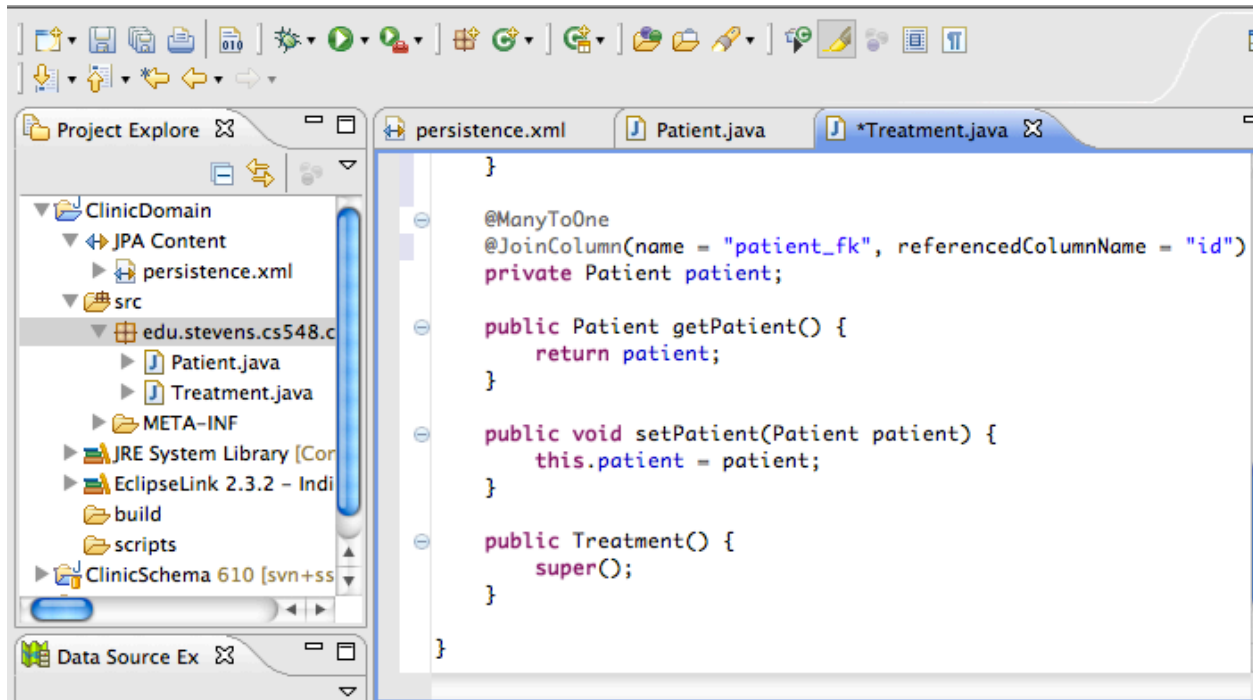 010
Project Explore
ClinicDomain
JPA Content
persistence.xml
src
edu.stevens.cs548.c
Patient.java
Treatment.java
META-INF
JRE System Library [Cor
EclipseLink 2.3.2 – Indi
build
scripts
ClinicSchema 610 [svn+ss
Data Source Ex
persistence.xml
Patient.java
*Treatment.java
}
@ManyToOne
@JoinColumn(name = "patient_fk", referencedColumnName = "id")
private Patient patient;
public Patient getPatient() {
return patient;
}
public void setPatient(Patient patient) {
this.patient = patient;
}
public Treatment() {
super();
}
}